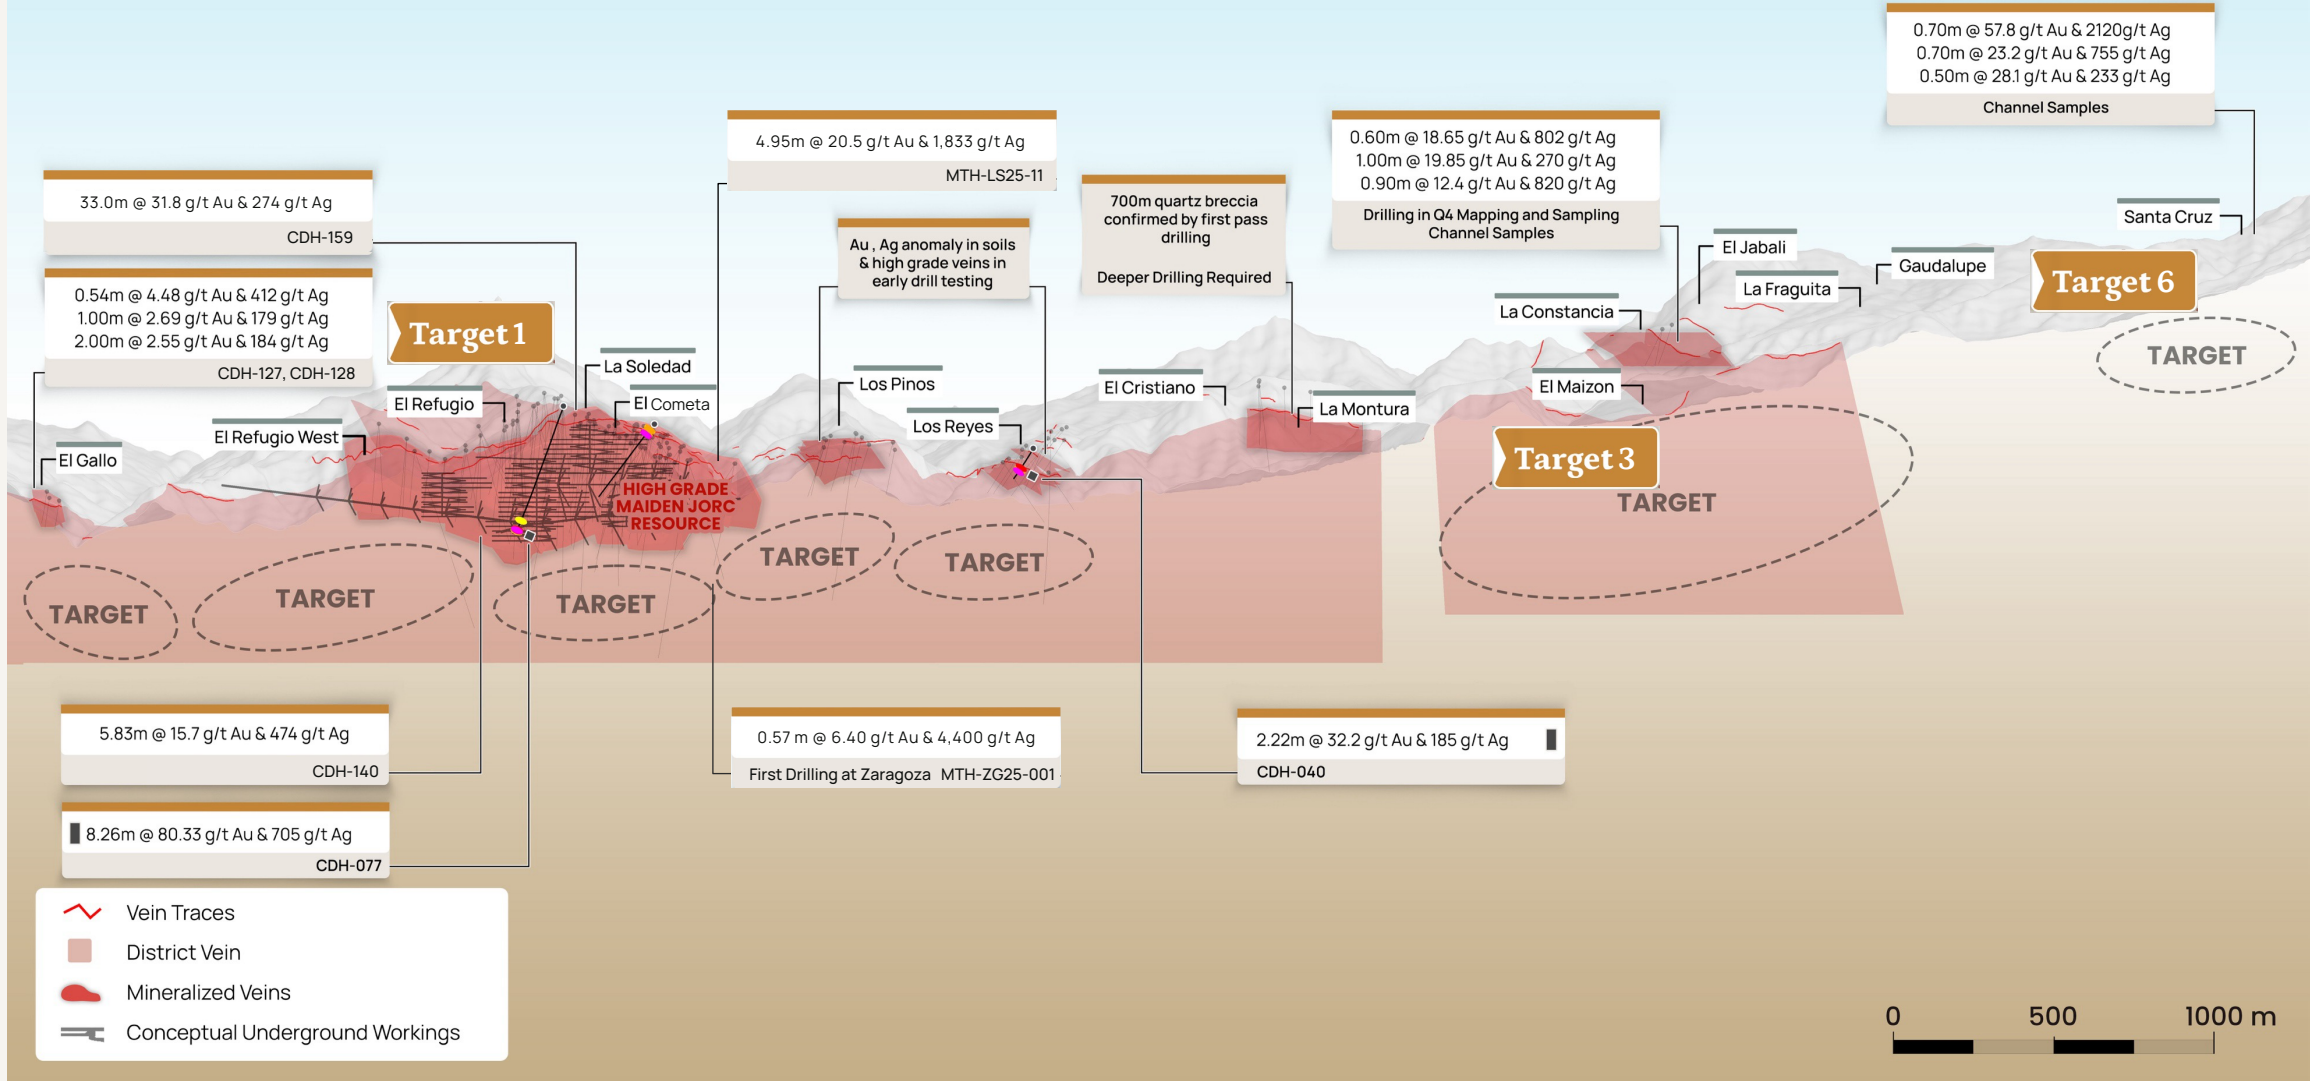 0.70m @ 57.8 g/t Au & 2120g/t Ag
0.70m @ 23.2 g/t Au & 755 g/t Ag
0.50m @ 28.1 g/t Au & 233 g/t Ag
Channel Samples
4.95m @ 20.5 g/t Au & 1,833 g/t Ag
MTH-LS25-11
0.60m @ 18.65 g/t Au & 802 g/t Ag
1.00m @ 19.85 g/t Au & 270 g/t Ag
0.90m @ 12.4 g/t Au & 820 g/t Ag
Drilling in Q4 Mapping and Sampling
Channel Samples
33.0m @ 31.8 g/t Au & 274 g/t Ag
CDH-159
700m quartz breccia
confirmed by first pass
drilling
Deeper Drilling Required
Au , Ag anomaly in soils
& high grade veins in
early drill testing
0.54m @ 4.48 g/t Au & 412 g/t Ag
1.00m @ 2.69 g/t Au & 179 g/t Ag
2.00m @ 2.55 g/t Au & 184 g/t Ag
CDH-127, CDH-128
Target 1
Santa Cruz
El Jabali
Gaudalupe
Target 6
La Fraguita
La Constancia
TARGET
La Soledad
El Refugio
El Cometa
Los Pinos
El Cristiano
El Maizon
La Montura
El Refugio West
Los Reyes
El Gallo
Target 3
TARGET
HIGH GRADE
MAIDEN JORC
RESOURCE
TARGET
TARGET
TARGET
TARGET
TARGET
5.83m @ 15.7 g/t Au & 474 g/t Ag
CDH-140
0.57 m @ 6.40 g/t Au & 4,400 g/t Ag
First Drilling at Zaragoza MTH-ZG25-001
2.22m @ 32.2 g/t Au & 185 g/t Ag
CDH-040
8.26m @ 80.33 g/t Au & 705 g/t Ag
CDH-077
Vein Traces
District Vein
Mineralized Veins
Conceptual Underground Workings
0 500 1000 m